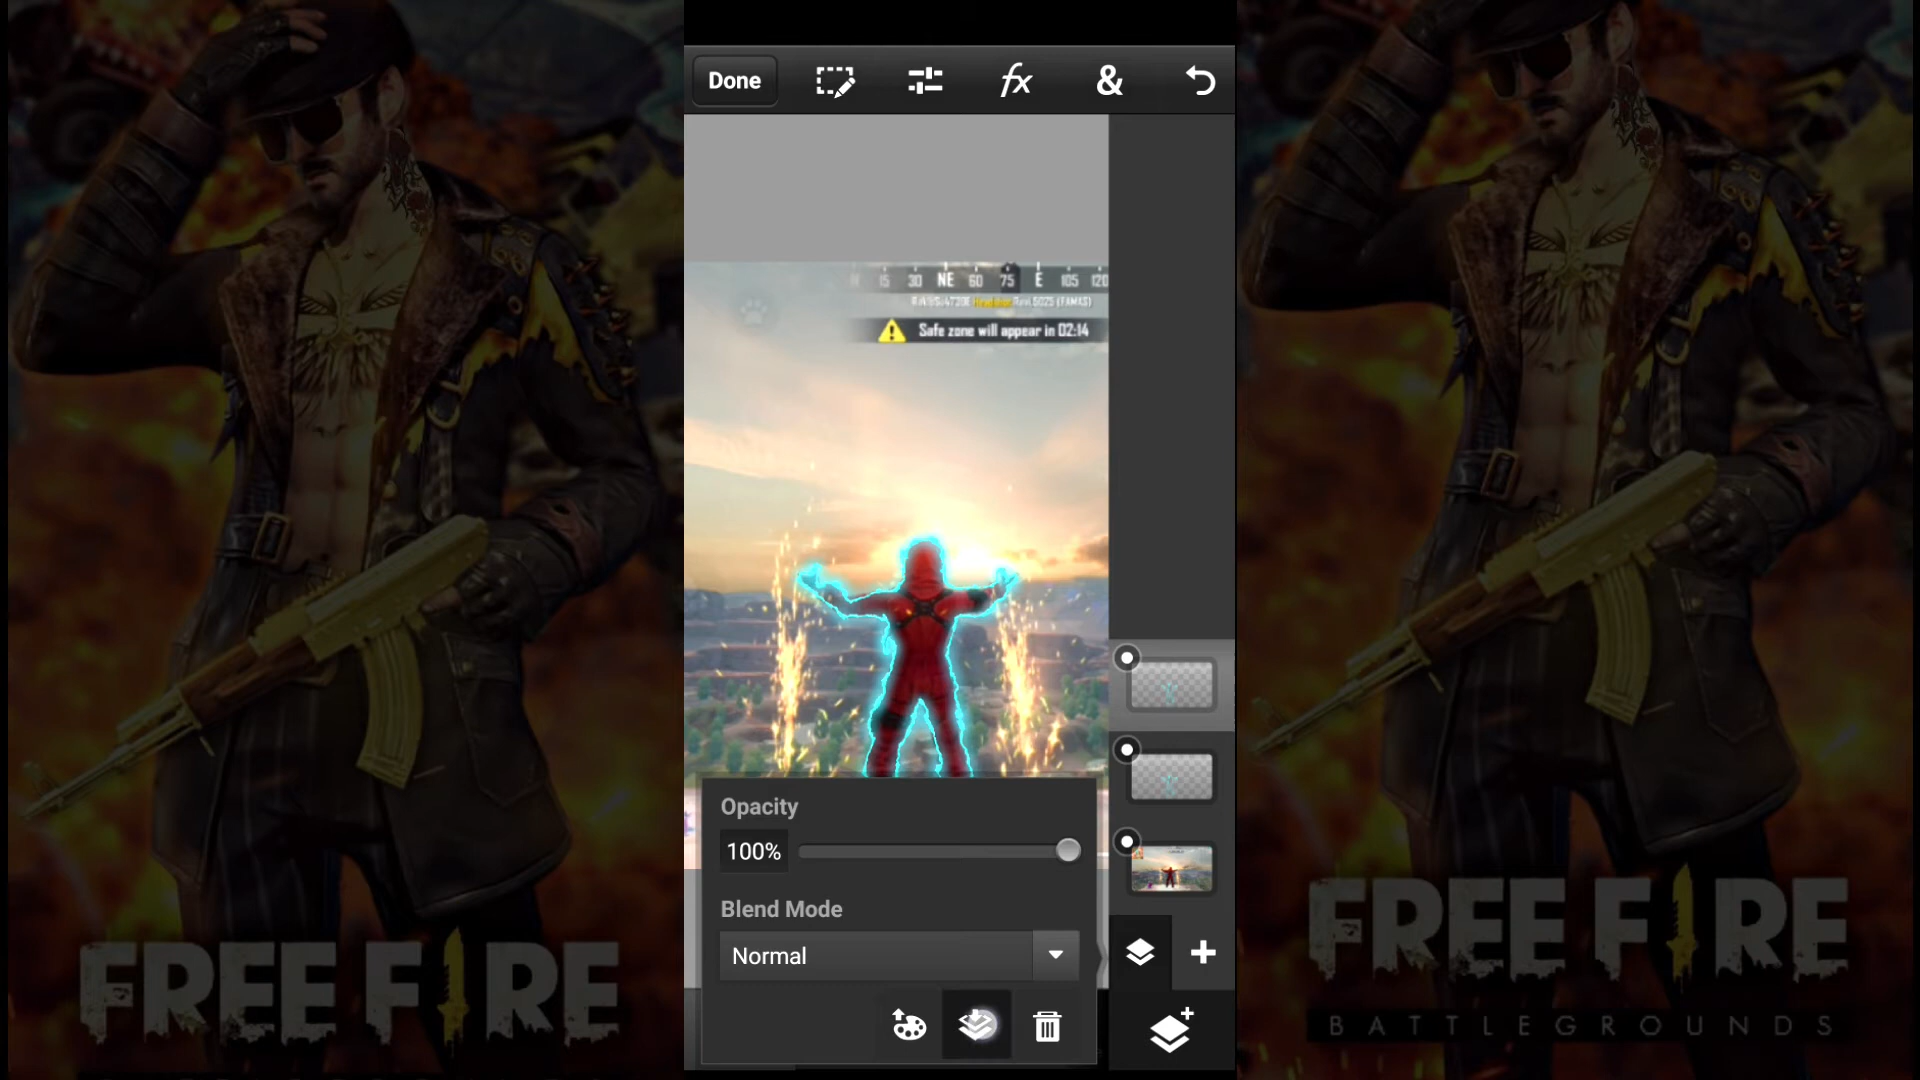 Done
fx
&
15 30 NE 60 75 E 105 120
Safe zone will appear in 02:14
Opacity
100%
Blend Mode
Normal
FREE FIRE
FREE FIRE
BATTLEGROUNDS